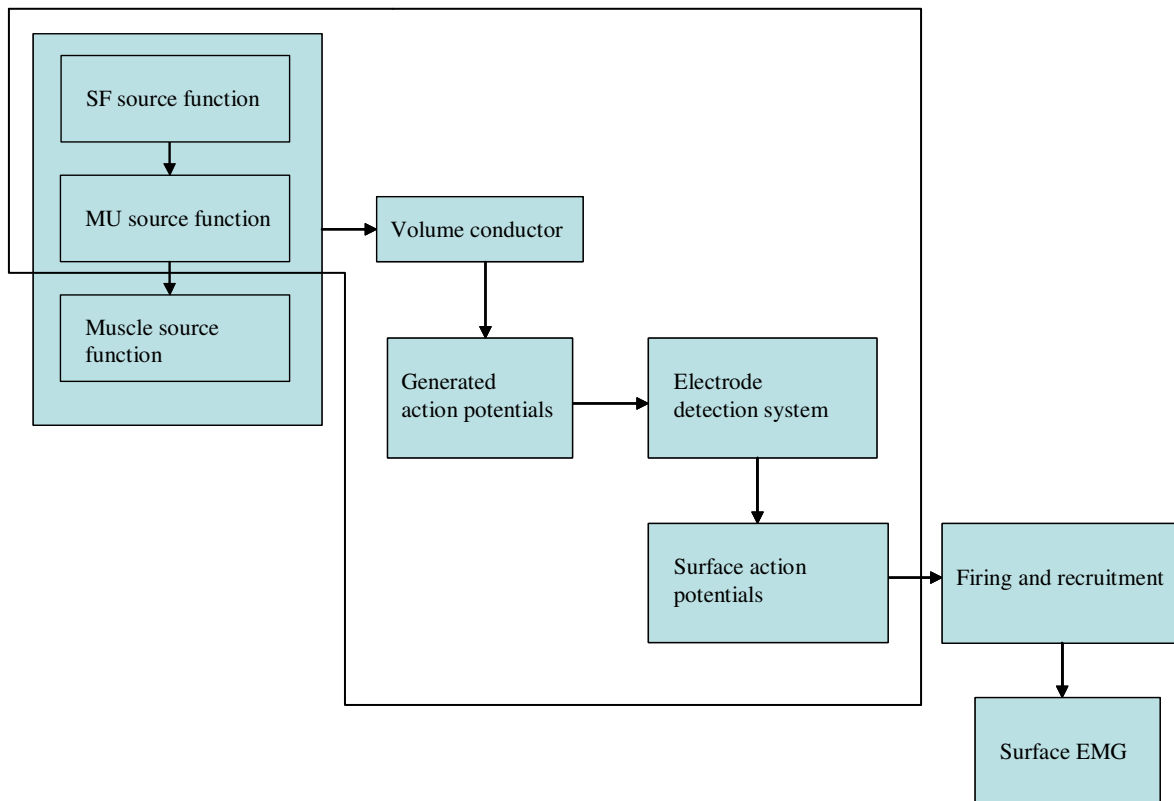 SF source function
MU source function
Muscle source
function
Volume conductor
Generated
action potentials
Electrode
detection system
Surface action
potentials
Firing and recruitment
Surface EMG